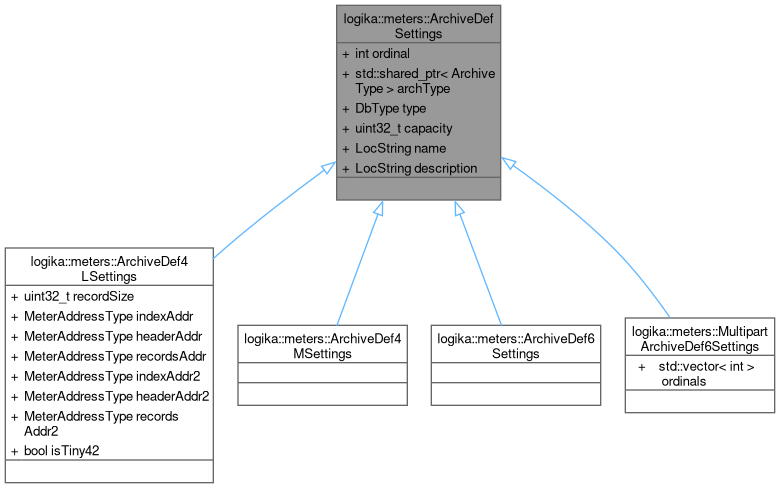 logika::meters::ArchiveDef
Settings
+ int ordinal
+ std::shared_ptr< Archive
Type > archType
+ DbType type
+ uint32_t capacity
+ LocString name
+ LocString description
logika::meters::ArchiveDef4
LSettings
+ uint32_t recordSize
+ MeterAddressType indexAddr
+ MeterAddressType headerAddr
+ MeterAddressType recordsAddr
+ MeterAddressType indexAddr2
+ MeterAddressType headerAddr2
+ MeterAddressType records
Addr2
+ bool isTiny42
logika::meters::ArchiveDef4
MSettings
logika::meters::ArchiveDef6
Settings
logika::meters::Multipart
ArchiveDef6Settings
+ std::vector< int >
ordinals